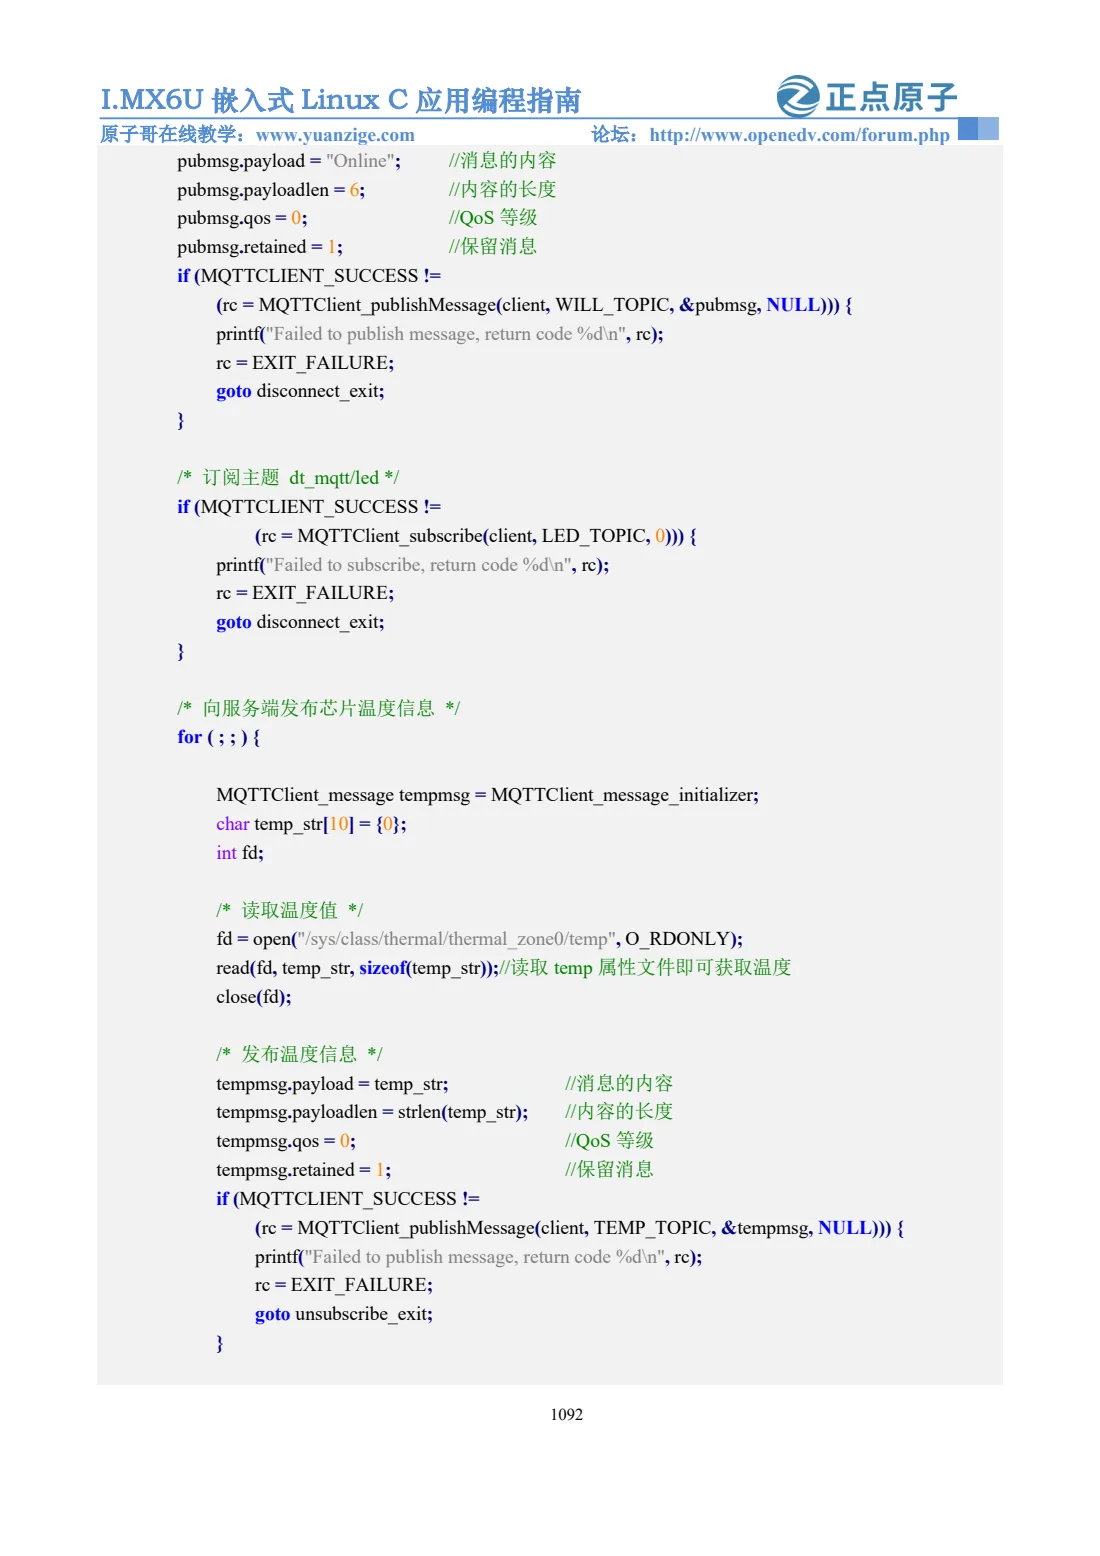 I.MX6U 嵌入式 Linux C 应用编程指南
正点原子
原子哥在线教学：www.yuanzige.com 论坛：http://www.openedv.com/forum.php
pubmsg.payload = "Online"; //消息的内容
pubmsg.payloadlen = 6; //内容的长度
pubmsg.qos = 0; //QoS 等级
pubmsg.retained = 1; //保留消息
if (MQTTCLIENT_SUCCESS !=
(rc = MQTTClient_publishMessage(client, WILL_TOPIC, &pubmsg, NULL))) {
printf("Failed to publish message, return code %d\n", rc);
rc = EXIT_FAILURE;
goto disconnect_exit;
}
/* 订阅主题 dt_mqtt/led */
if (MQTTCLIENT_SUCCESS !=
(rc = MQTTClient_subscribe(client, LED_TOPIC, 0))) {
printf("Failed to subscribe, return code %d\n", rc);
rc = EXIT_FAILURE;
goto disconnect_exit;
}
/* 向服务端发布芯片温度信息 */
for ( ; ; ) {
MQTTClient_message tempmsg = MQTTClient_message_initializer;
char temp_str[10] = {0};
int fd;
/* 读取温度值 */
fd = open("/sys/class/thermal/thermal_zone0/temp", O_RDONLY);
read(fd, temp_str, sizeof(temp_str));//读取 temp 属性文件即可获取温度
close(fd);
/* 发布温度信息 */
tempmsg.payload = temp_str; //消息的内容
tempmsg.payloadlen = strlen(temp_str); //内容的长度
tempmsg.qos = 0; //QoS 等级
tempmsg.retained = 1; //保留消息
if (MQTTCLIENT_SUCCESS !=
(rc = MQTTClient_publishMessage(client, TEMP_TOPIC, &tempmsg, NULL))) {
printf("Failed to publish message, return code %d\n", rc);
rc = EXIT_FAILURE;
goto unsubscribe_exit;
}
1092